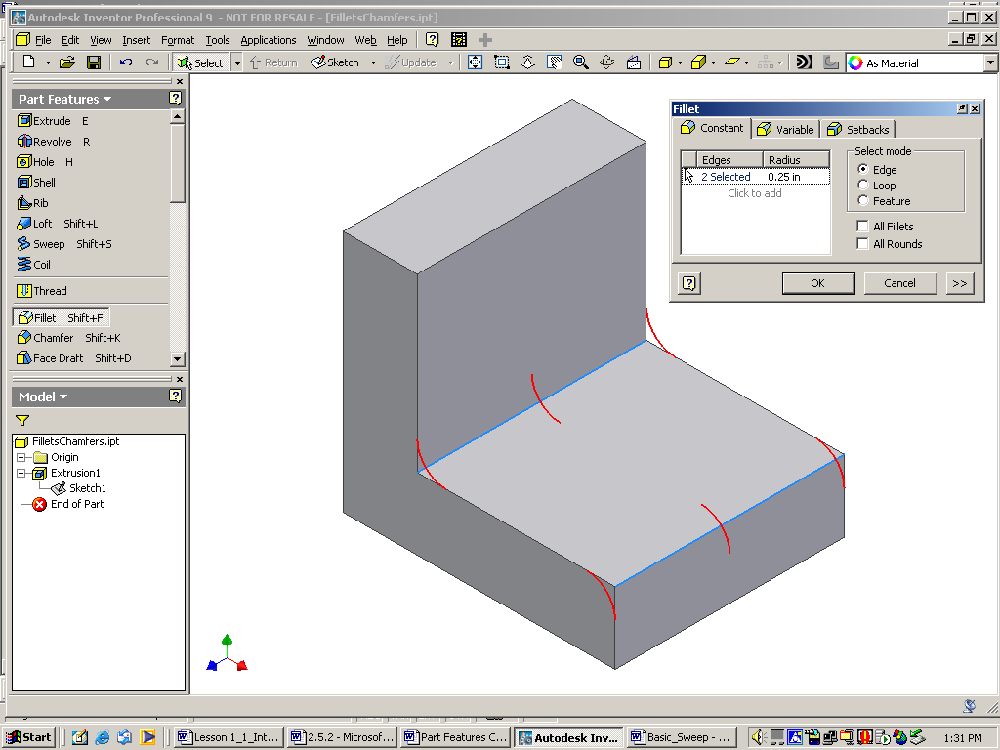 Autodesk Inventor Professional 9 - NOT FOR RESALE - [FilletsChamfers.ipt]
File Edit View Insert Format Tools Applications Window Web Help
Select Return Sketch Update As Material
Part Features
Extrude E
Revolve R
Hole H
Shell
Rib
Loft Shift+L
Sweep Shift+S
Coil
Thread
Fillet Shift+F
Chamfer Shift+K
Face Draft Shift+D
Model
FilletsChamfers.ipt
Origin
Extrusion1
Sketch1
End of Part
Fillet
Constant Variable Setbacks
Edges Radius
2 Selected 0.25 in
Click to add
Select mode
Edge
Loop
Feature
All Fillets
All Rounds
OK Cancel >>
Start Lesson 1_1_Int... 2.5.2 - Microsof... Part Features C... Autodesk Inv... Basic_Sweep - ... 1:31 PM